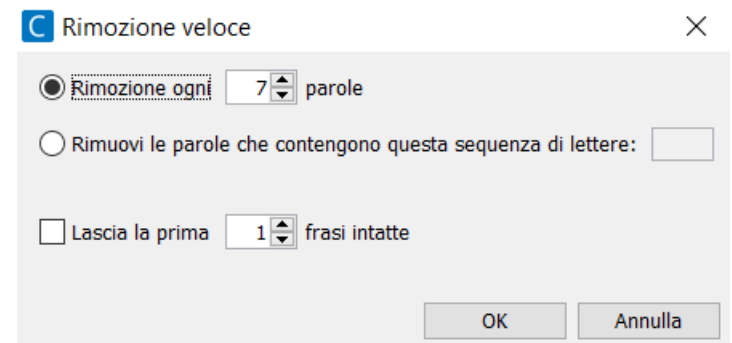 C Rimozione veloce
Rimozione ogni 7 parole
Rimuovi le parole che contengono questa sequenza di lettere:
Lascia la prima 1 frasi intatte
OK Annulla